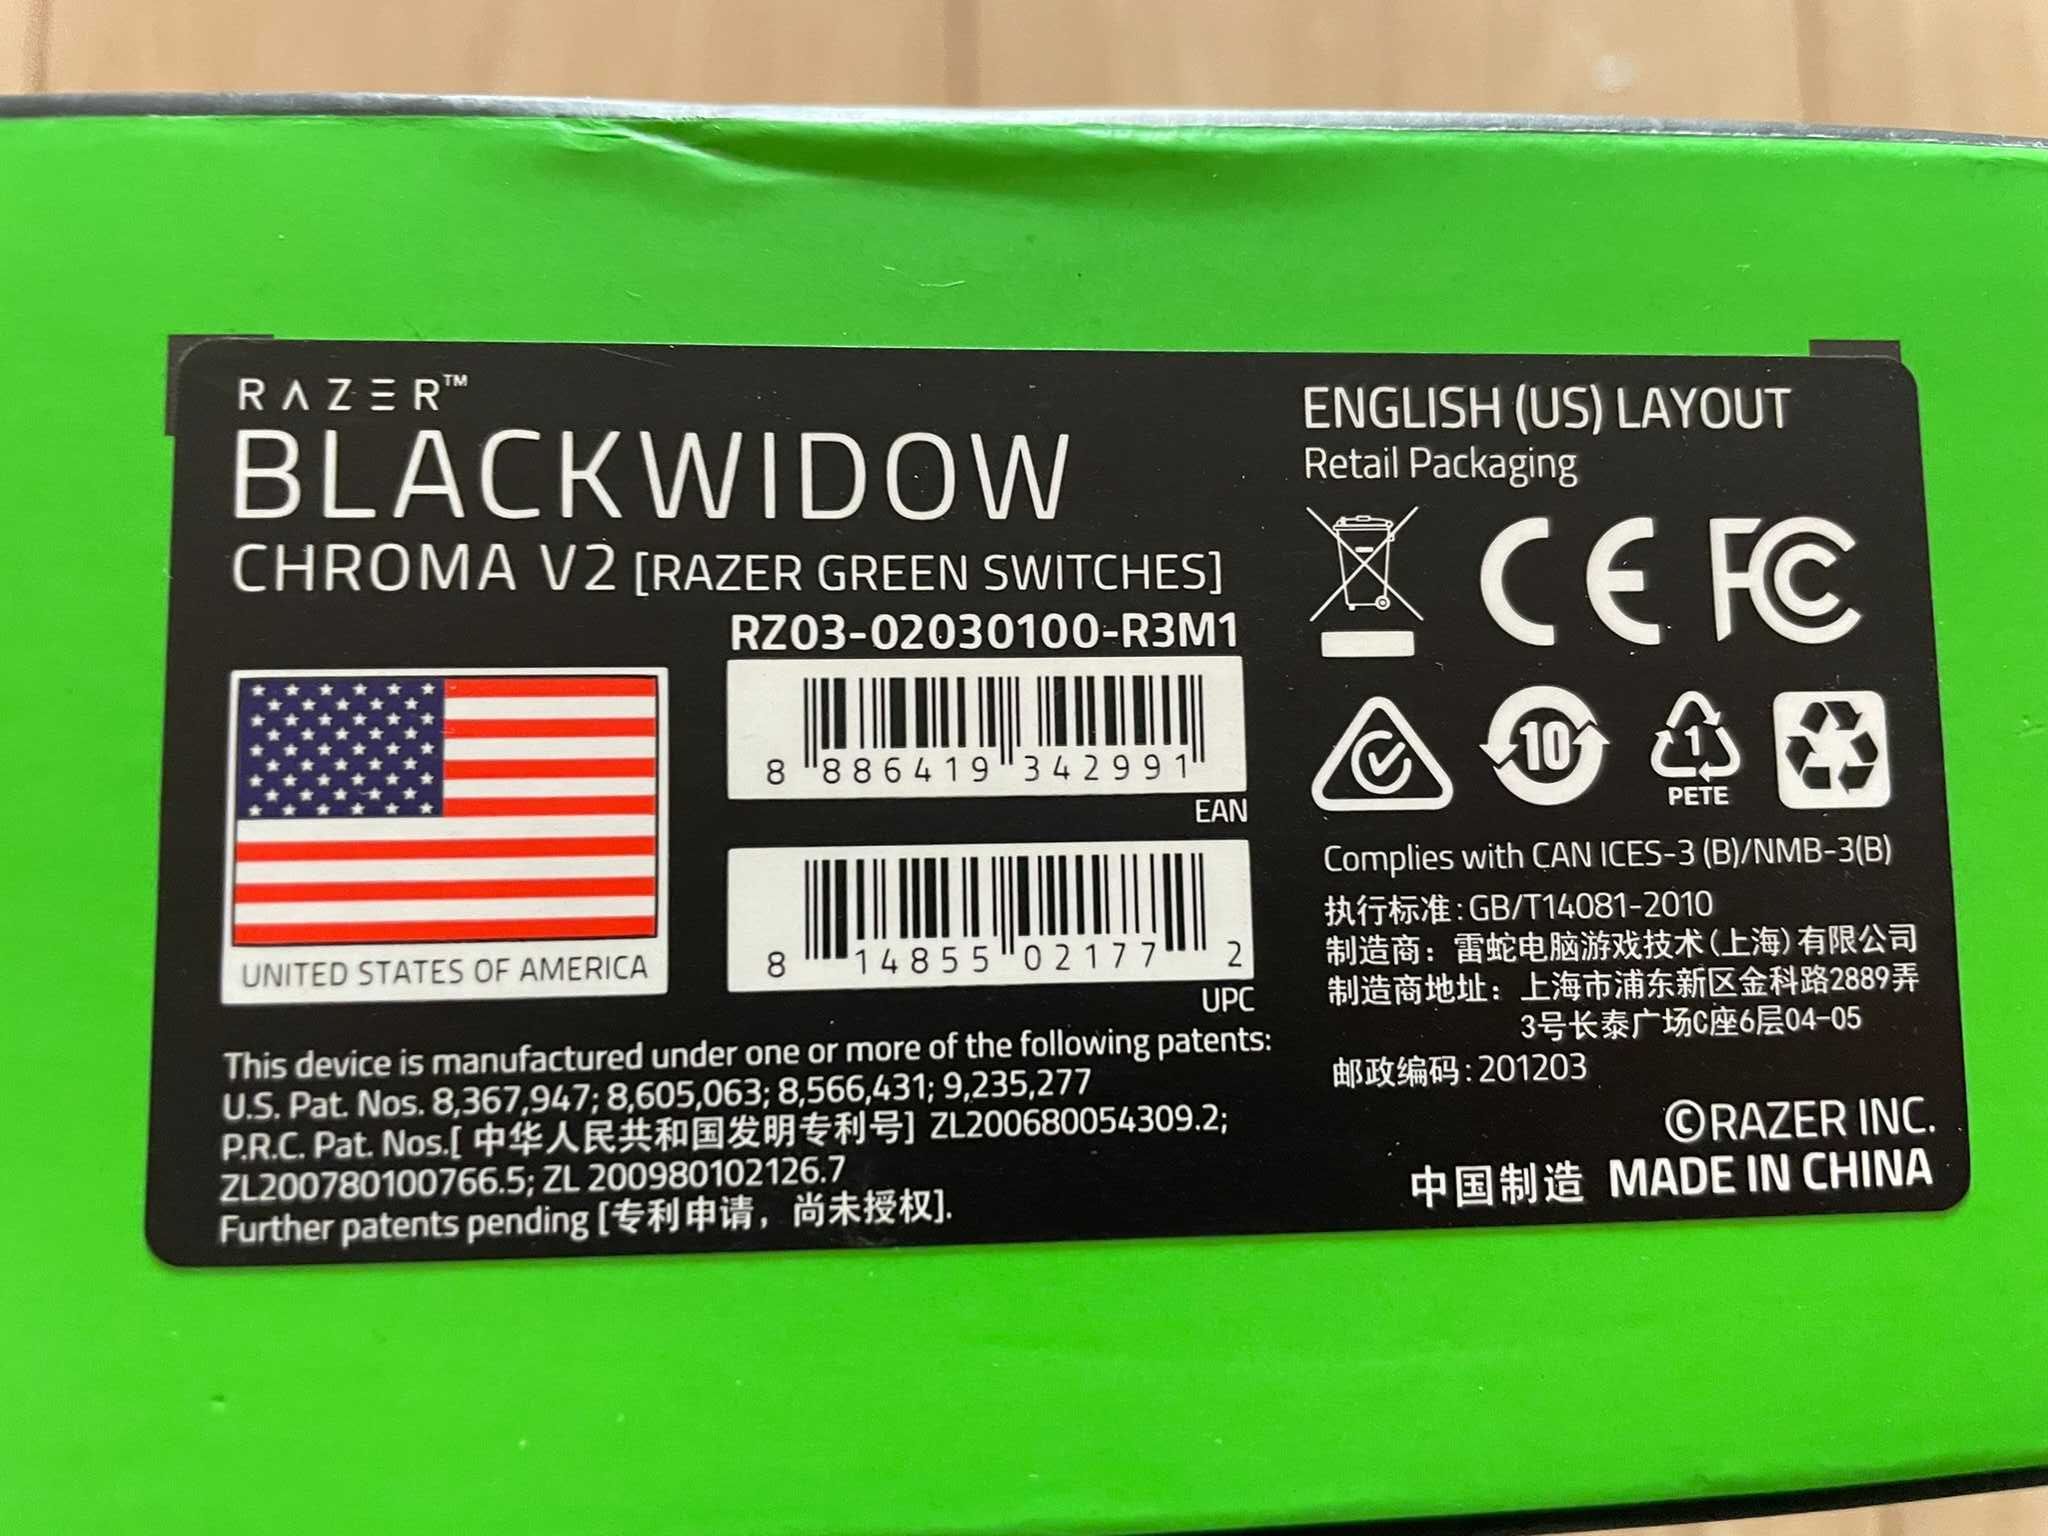 RAZER™
BLACKWIDOW
CHROMA V2 [RAZER GREEN SWITCHES]
RZ03-02030100-R3M1
8 886419 342991
EAN
8 14855 02177 2
UPC
UNITED STATES OF AMERICA
This device is manufactured under one or more of the following patents:
U.S. Pat. Nos. 8,367,947; 8,605,063; 8,566,431; 9,235,277
P.R.C. Pat. Nos.[ 中华人民共和国发明专利号] ZL200680054309.2;
ZL200780100766.5; ZL 200980102126.7
Further patents pending [专利申请，尚未授权].
ENGLISH (US) LAYOUT
Retail Packaging
CE FC
10
1
PETE
Complies with CAN ICES-3 (B)/NMB-3(B)
执行标准:GB/T14081-2010
制造商：雷蛇电脑游戏技术(上海)有限公司
制造商地址：上海市浦东新区金科路2889弄
3号长泰广场C座6层04-05
邮政编码:201203
©RAZER INC.
中国制造 MADE IN CHINA